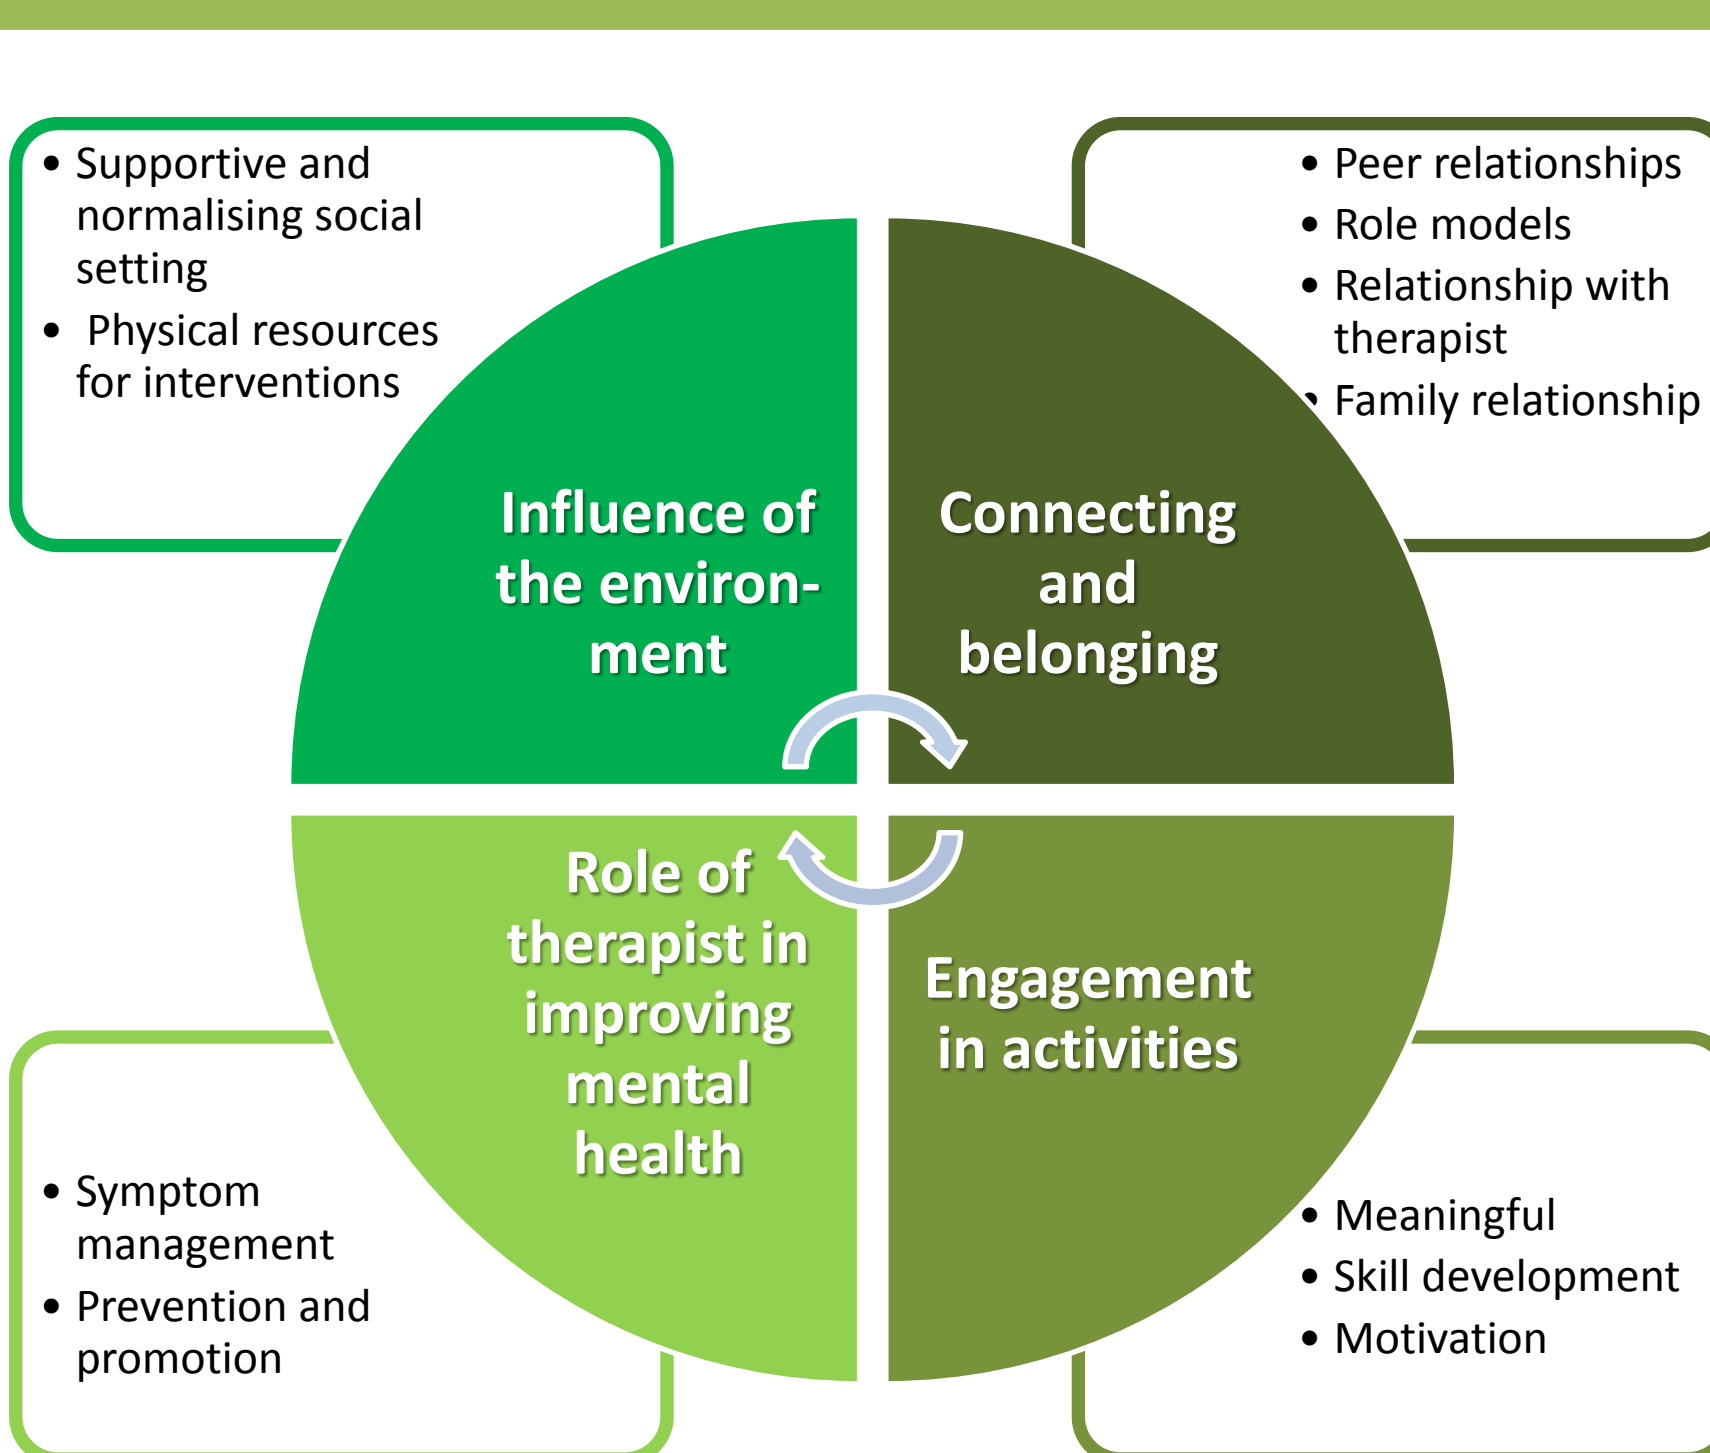 • Supportive and
normalising social
setting
• Physical resources
for interventions
• Peer relationships
• Role models
• Relationship with
therapist
• Family relationship
Influence of
the environ-
ment
Connecting
and
belonging
Role of
therapist in
improving
mental
health
Engagement
in activities
• Symptom
management
• Prevention and
promotion
• Meaningful
• Skill development
• Motivation